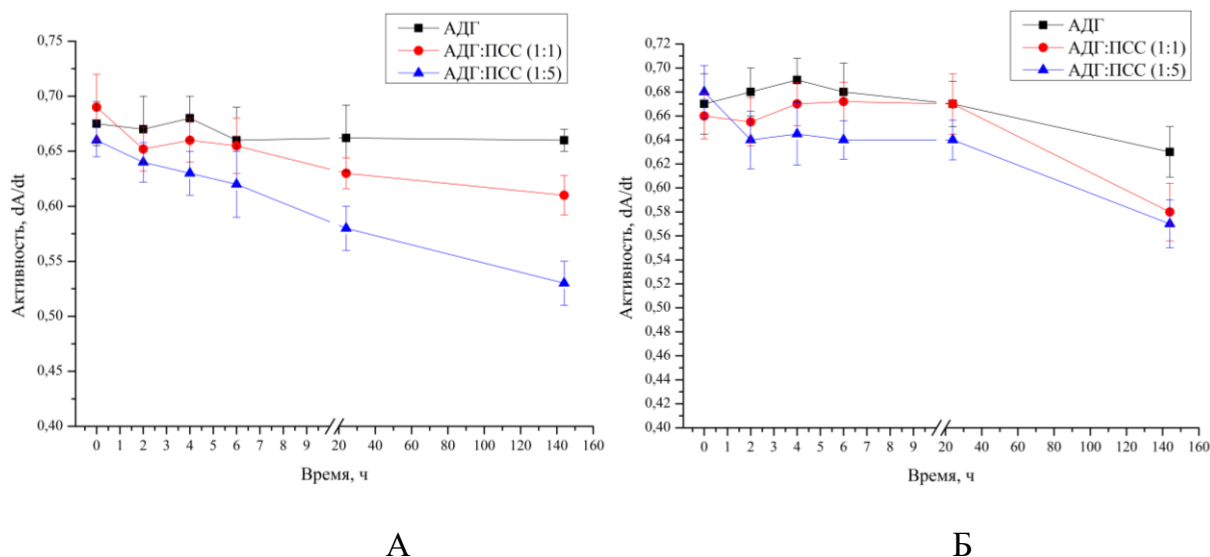 АДГ
АДГ:ПСС (1:1)
АДГ:ПСС (1:5)
0,75
0,70
0,65
0,60
0,55
0,50
0,45
0,40
Активность, dA/dt
0 1 2 3 4 5 6 7 8 9 20 40 60 80 100 120 140 160
Время, ч
А
АДГ
АДГ:ПСС (1:1)
АДГ:ПСС (1:5)
0,72
0,70
0,68
0,66
0,64
0,62
0,60
0,58
0,56
0,54
0,52
0,50
0,48
0,46
0,44
0,42
0,40
Активность, dA/dt
0 1 2 3 4 5 6 7 8 9 20 40 60 80 100 120 140 160
Время, ч
Б